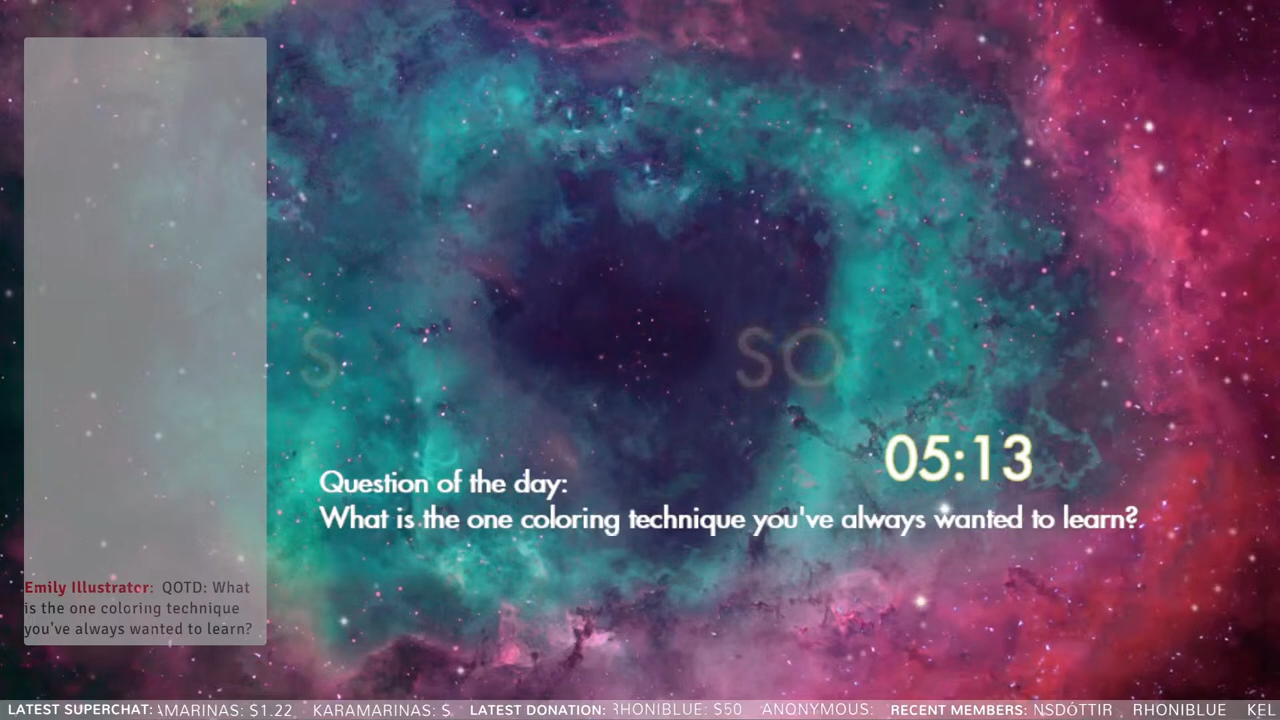 S
SO
05:13
Question of the day:
What is the one coloring technique you've always wanted to learn?
Emily Illustrator: QOTD: What
is the one coloring technique
you've always wanted to learn?
LATEST SUPERCHAT: AMARINAS: $1.22 KARAMARINAS: $ LATEST DONATION: RHONIBLUE: $50 ANONYMOUS: RECENT MEMBERS: NSDÓTTIR RHONIBLUE KEL